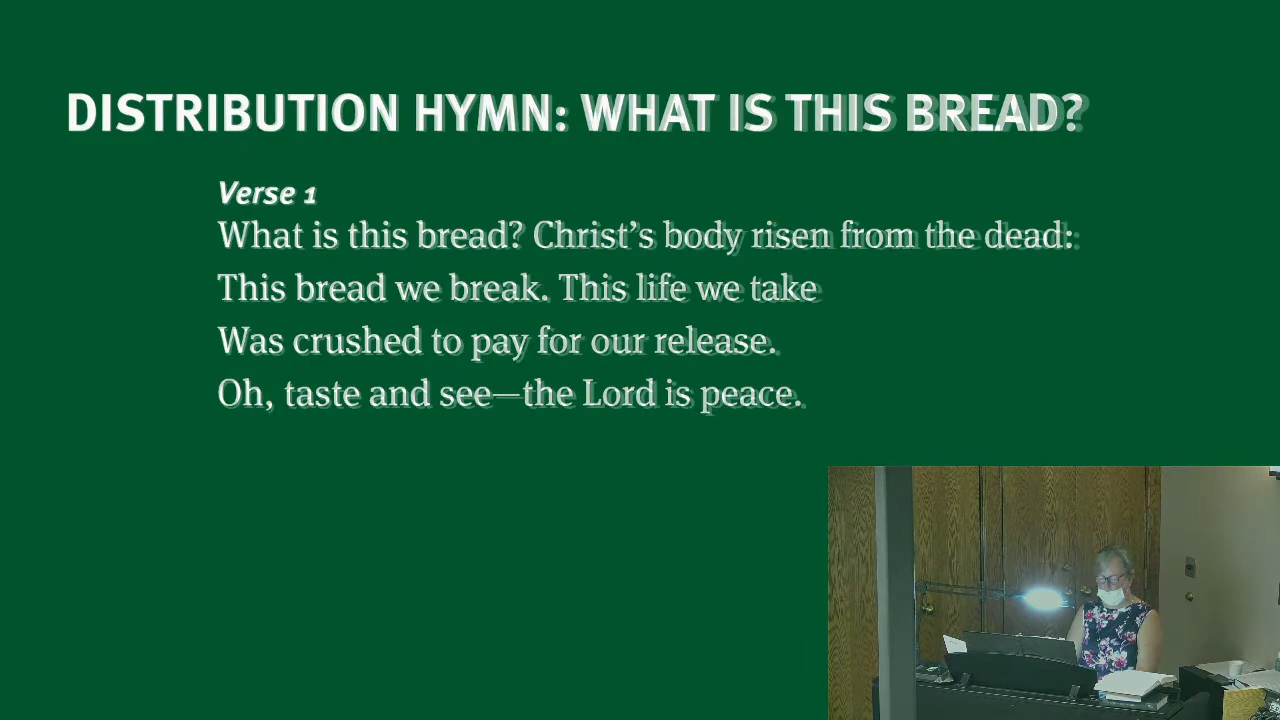 DISTRIBUTION HYMN: WHAT IS THIS BREAD?
Verse 1
What is this bread? Christ’s body risen from the dead:
This bread we break. This life we take
Was crushed to pay for our release.
Oh, taste and see—the Lord is peace.